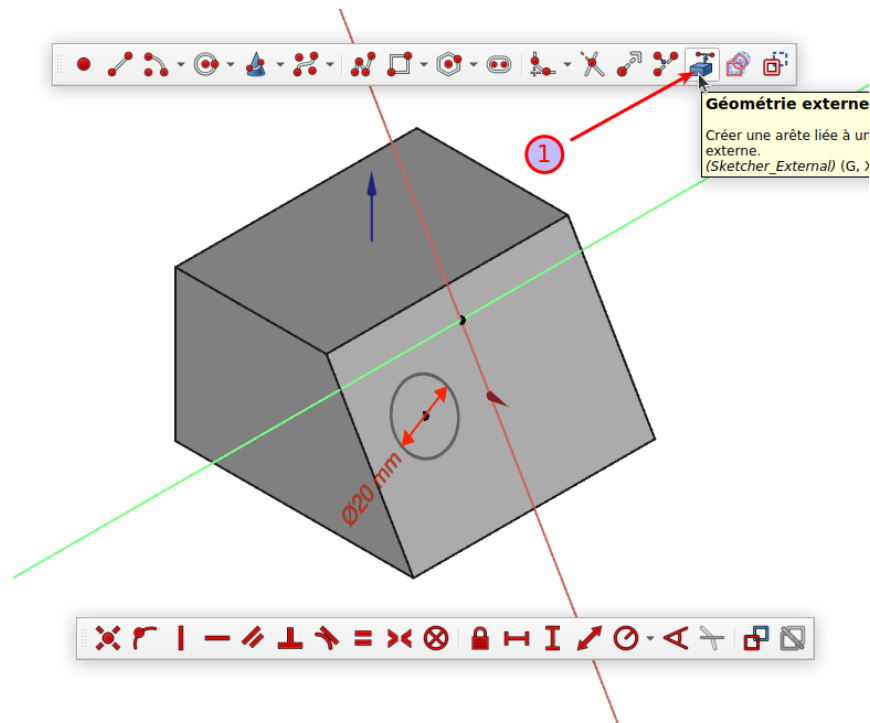 Géométrie externe
1
Créer une arête liée à un
externe.
(Sketcher_External) (G, X
Ø20 mm